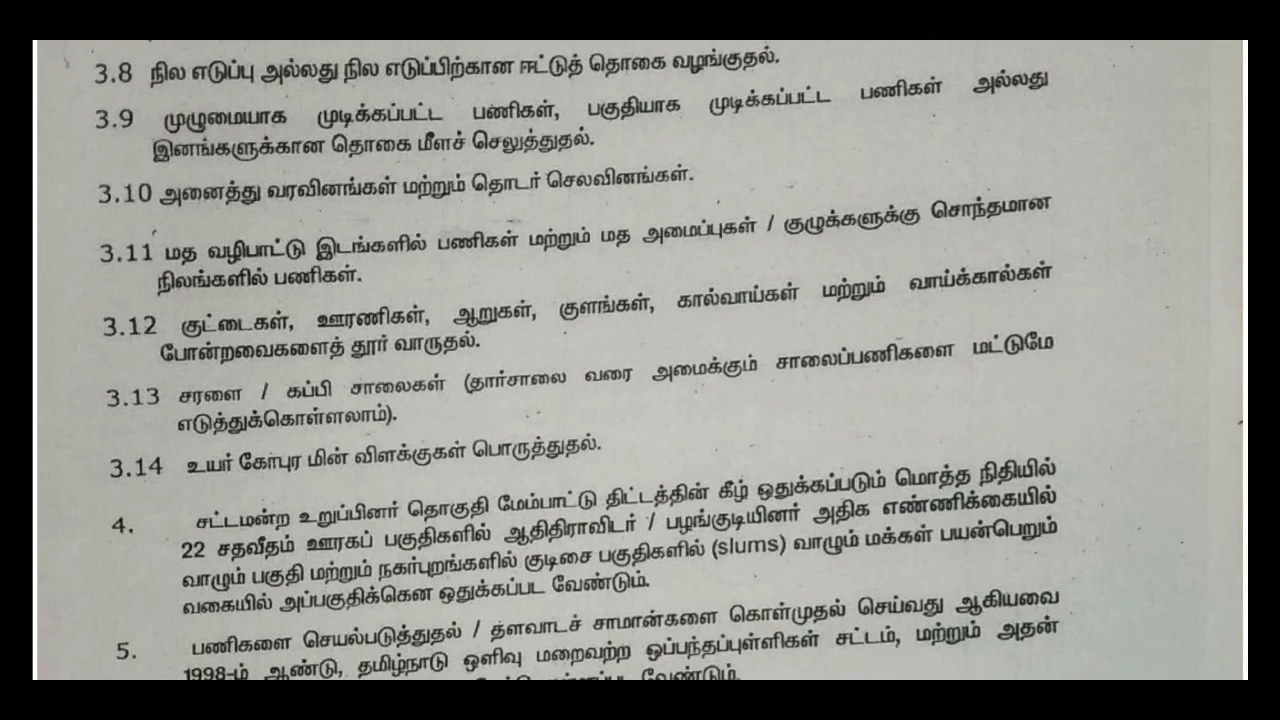 3.8 நில எடுப்பு அல்லது நில எடுப்பிற்கான ஈட்டுத் தொகை வழங்குதல்.
3.9 முழுமையாக முடிக்கப்பட்ட பணிகள், பகுதியாக முடிக்கப்பட்ட பணிகள் அல்லது
இனங்களுக்கான தொகை மீளச் செலுத்துதல்.
3.10 அனைத்து வரவினங்கள் மற்றும் தொடர் செலவினங்கள்.
3.11 மத வழிபாட்டு இடங்களில் பணிகள் மற்றும் மத அமைப்புகள் / குழுக்களுக்கு சொந்தமான
நிலங்களில் பணிகள்.
3.12 குட்டைகள், ஊரணிகள், ஆறுகள், குளங்கள், கால்வாய்கள் மற்றும் வாய்க்கால்கள்
போன்றவைகளைத் தூர் வாருதல்.
3.13 சரளை / கப்பி சாலைகள் (தார்சாலை வரை அமைக்கும் சாலைப்பணிகளை மட்டுமே
எடுத்துக்கொள்ளலாம்).
3.14 உயர் கோபுர மின் விளக்குகள் பொருத்துதல்.
4. சட்டமன்ற உறுப்பினர் தொகுதி மேம்பாட்டு திட்டத்தின் கீழ் ஒதுக்கப்படும் மொத்த நிதியில்
22 சதவீதம் ஊரகப் பகுதிகளில் ஆதிதிராவிடர் / பழங்குடியினர் அதிக எண்ணிக்கையில்
வாழும் பகுதி மற்றும் நகர்புறங்களில் குடிசை பகுதிகளில் (slums) வாழும் மக்கள் பயன்பெறும்
வகையில் அப்பகுதிக்கென ஒதுக்கப்பட வேண்டும்.
5. பணிகளை செயல்படுத்துதல் / தளவாடச் சாமான்களை கொள்முதல் செய்வது ஆகியவை
1998-ம் ஆண்டு, தமிழ்நாடு ஒளிவு மறைவற்ற ஒப்பந்தப்புள்ளிகள் சட்டம், மற்றும் அதன்
வேண்டும்.